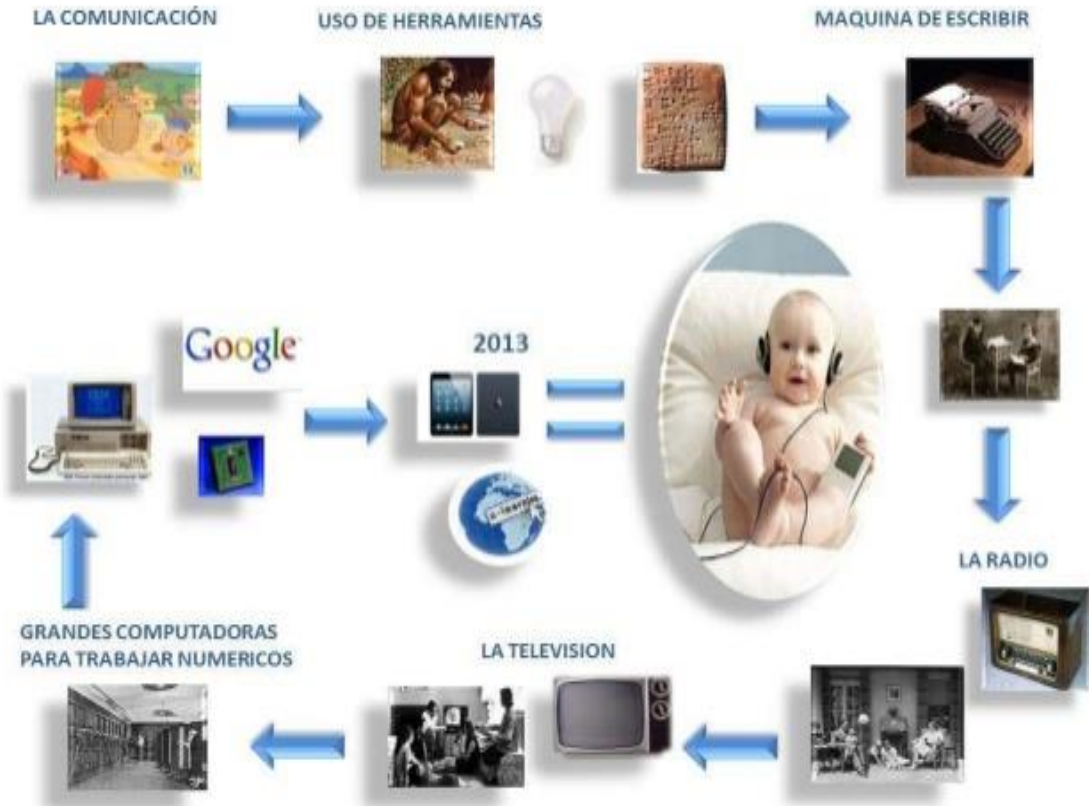 LA COMUNICACIÓN
USO DE HERRAMIENTAS
MAQUINA DE ESCRIBIR
Google
2013
e-learning
LA RADIO
GRANDES COMPUTADORAS
PARA TRABAJAR NUMERICOS
LA TELEVISION